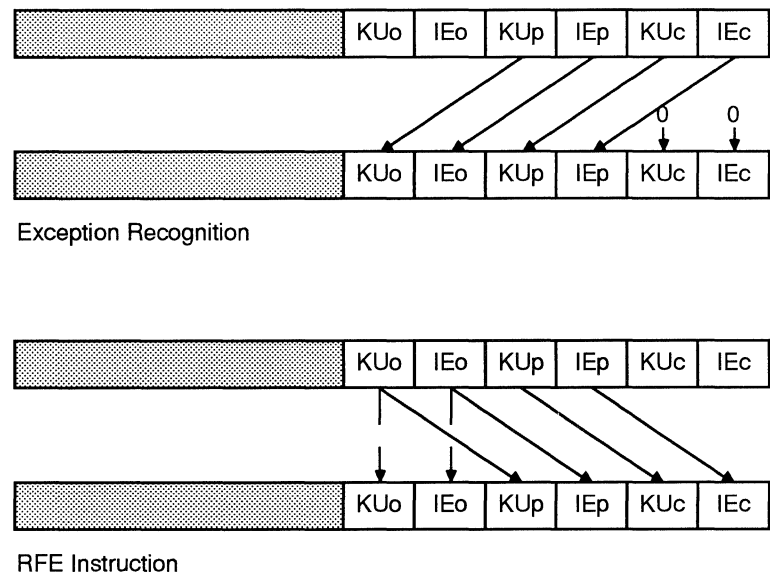 KUo IEo KUp IEp KUc IEc
0 0
KUo IEo KUp IEp KUc IEc
Exception Recognition
KUo IEo KUp IEp KUc IEc
KUo IEo KUp IEp KUc IEc
RFE Instruction